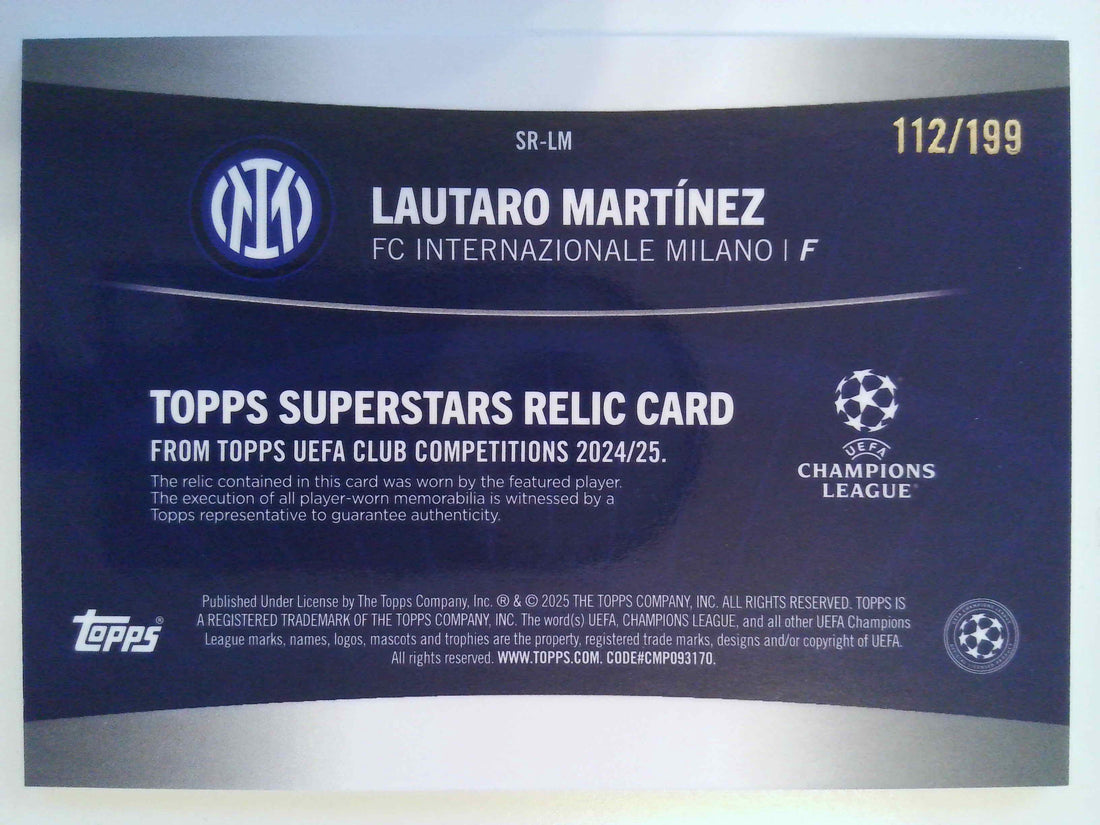 SR-LM
112/199
LAUTARO MARTÍNEZ
FC INTERNAZIONALE MILANO | F
TOPPS SUPERSTARS RELIC CARD
FROM TOPPS UEFA CLUB COMPETITIONS 2024/25.
The relic contained in this card was worn by the featured player.
The execution of all player-worn memorabilia is witnessed by a
Topps representative to guarantee authenticity.
UEFA
CHAMPIONS
LEAGUE
topps®
Published Under License by The Topps Company, Inc. ® & © 2025 THE TOPPS COMPANY, INC. ALL RIGHTS RESERVED. TOPPS IS
A REGISTERED TRADEMARK OF THE TOPPS COMPANY, INC. The word(s) UEFA, CHAMPIONS LEAGUE, and all other UEFA Champions
League marks, names, logos, mascots and trophies are the property, registered trade marks, designs and/or copyright of UEFA.
All rights reserved. WWW.TOPPS.COM. CODE#CMP093170.